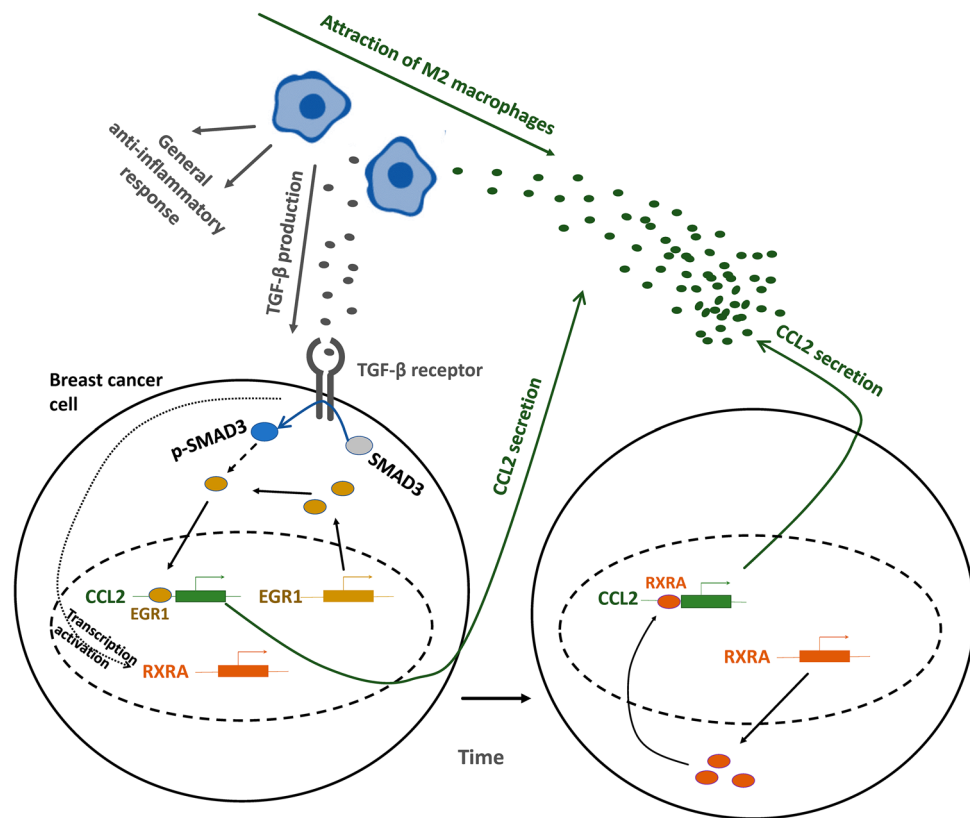 Attraction of M2 macrophages
General
anti-inflammatory
response
TGF-β production
TGF-β receptor
Breast cancer
cell
p-SMAD3
SMAD3
CCL2 secretion
CCL2 secretion
CCL2
EGR1
EGR1
Transcription
activation
RXRA
RXRA
CCL2
RXRA
Time